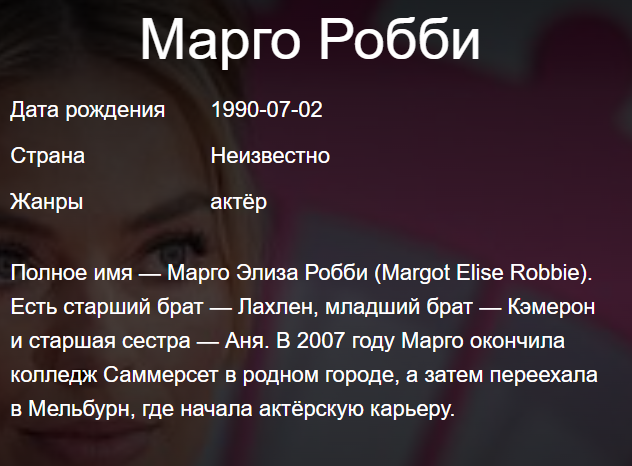 Марго Робби
Дата рождения 1990-07-02
Страна Неизвестно
Жанры актёр
Полное имя — Марго Элиза Робби (Margot Elise Robbie).
Есть старший брат — Лахлен, младший брат — Кэмерон
и старшая сестра — Аня. В 2007 году Марго окончила
колледж Саммерсет в родном городе, а затем переехала
в Мельбурн, где начала актёрскую карьеру.